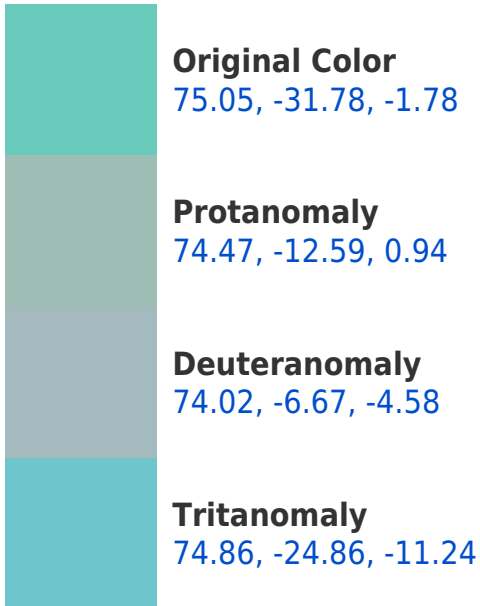 Original Color
75.05, -31.78, -1.78
Protanomaly
74.47, -12.59, 0.94
Deuteranomaly
74.02, -6.67, -4.58
Tritanomaly
74.86, -24.86, -11.24